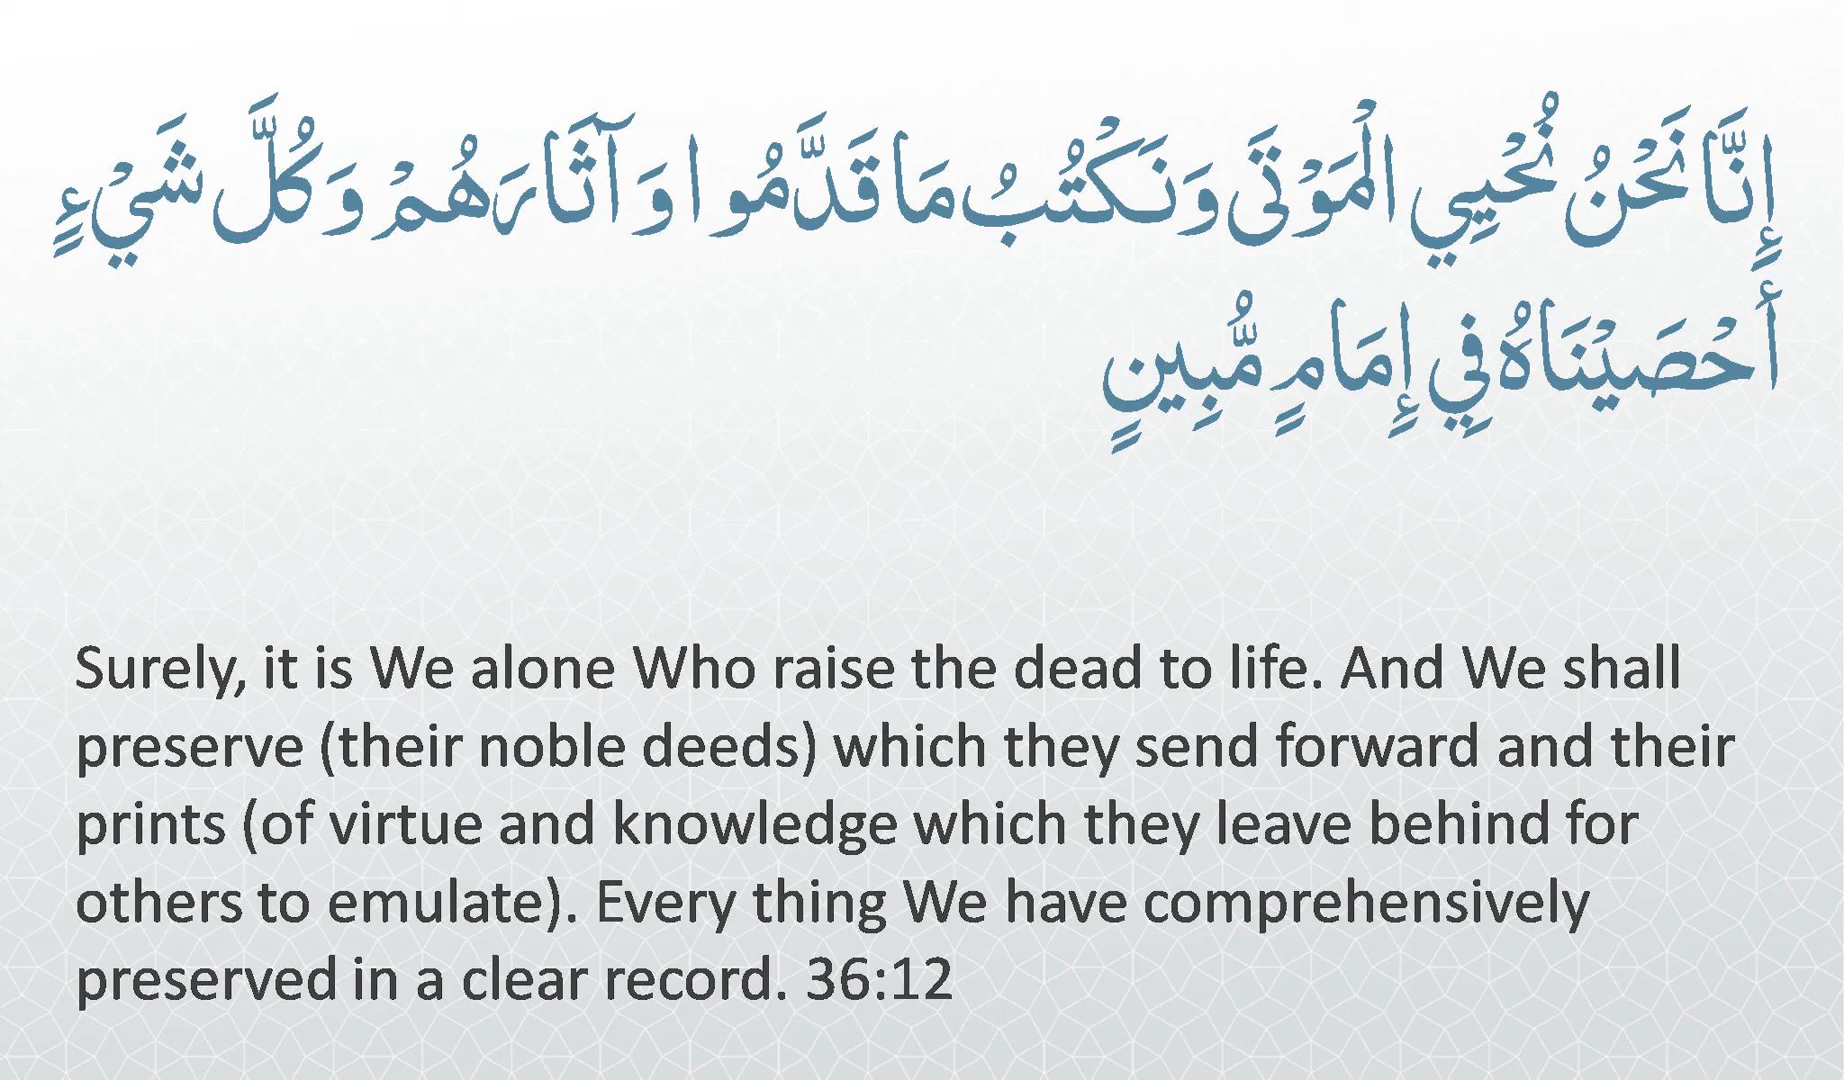 إِنَّا نَحْنُ نُحْيِي الْمَوْتَى وَنَكْتُبُ مَا قَدَّمُوا وَآثَارَهُمْ وَكُلَّ شَيْءٍ
أَحْصَيْنَاهُ فِي إِمَامٍ مُّبِينٍ
Surely, it is We alone Who raise the dead to life. And We shall
preserve (their noble deeds) which they send forward and their
prints (of virtue and knowledge which they leave behind for
others to emulate). Every thing We have comprehensively
preserved in a clear record. 36:12